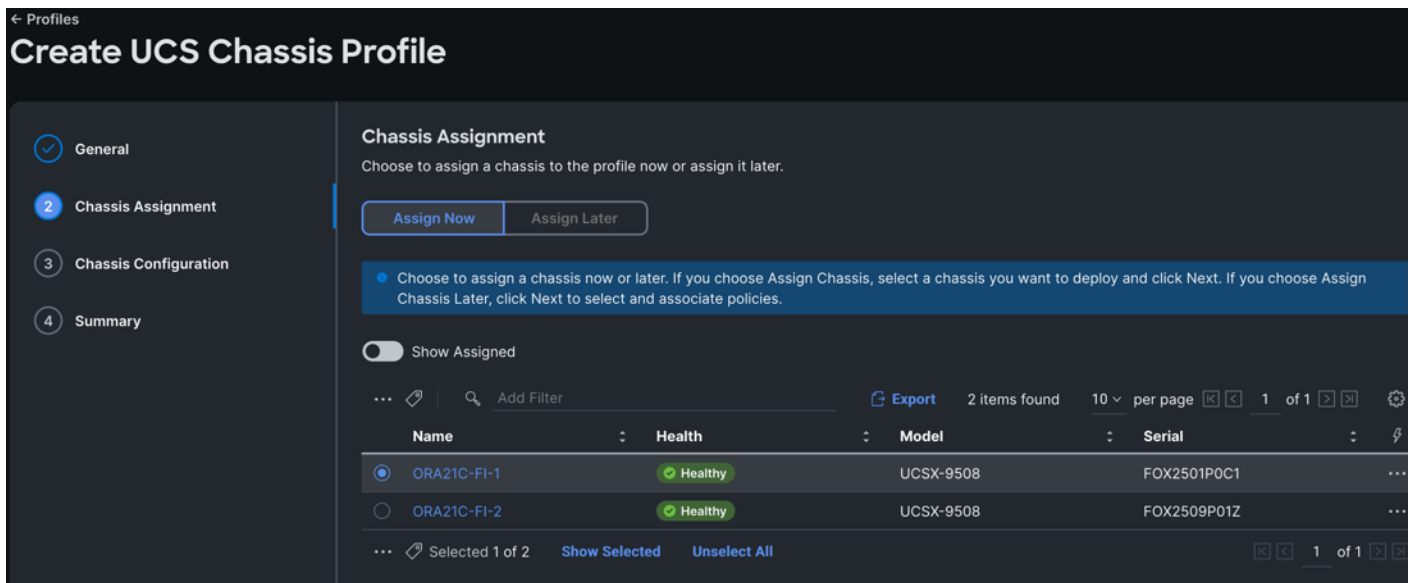 ← Profiles
Create UCS Chassis Profile
General
2 Chassis Assignment
3 Chassis Configuration
4 Summary
Chassis Assignment
Choose to assign a chassis to the profile now or assign it later.
Assign Now Assign Later
Choose to assign a chassis now or later. If you choose Assign Chassis, select a chassis you want to deploy and click Next. If you choose Assign
Chassis Later, click Next to select and associate policies.
Show Assigned
... Add Filter Export 2 items found 10 per page 1 of 1
Name Health Model Serial
ORA21C-FI-1 Healthy UCSX-9508 FOX2501P0C1 ...
ORA21C-FI-2 Healthy UCSX-9508 FOX2509P01Z ...
... Selected 1 of 2 Show Selected Unselect All 1 of 1